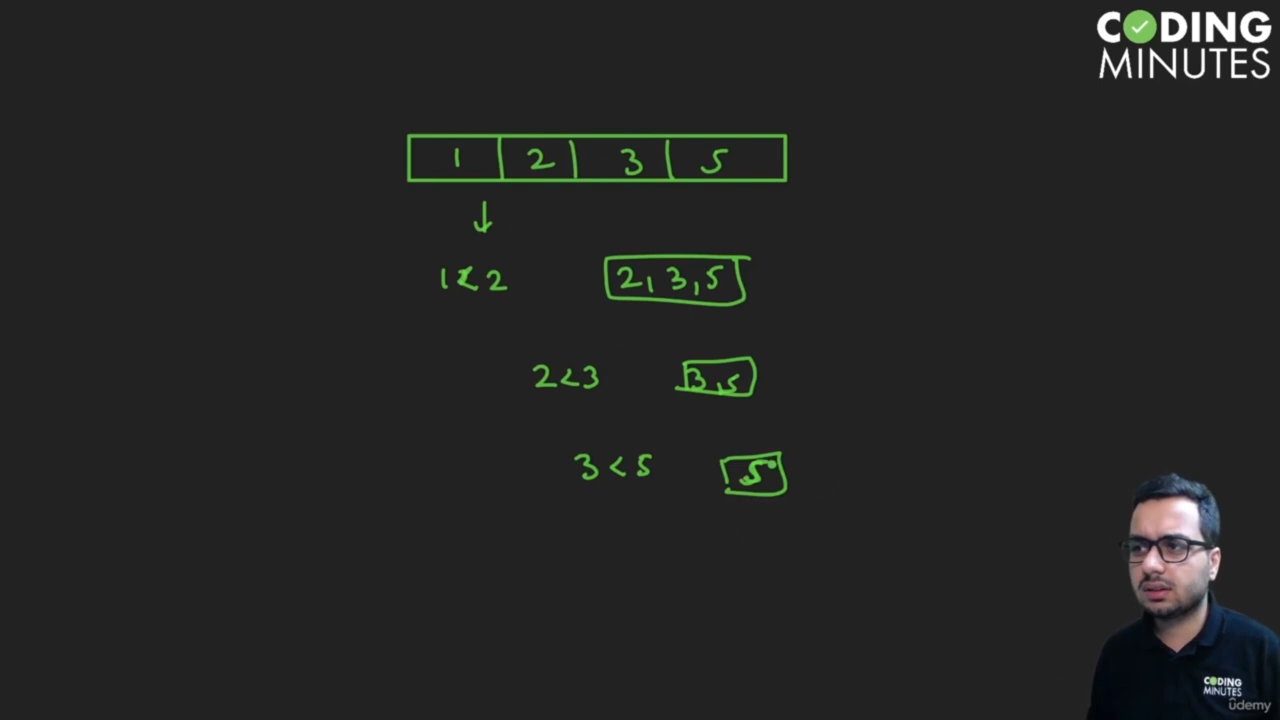 CODING
MINUTES
1 2 3 5
↓
1 < 2 2, 3, 5
2 < 3 3, 5
3 < 5 5
CODING
MINUTES
ûdemy